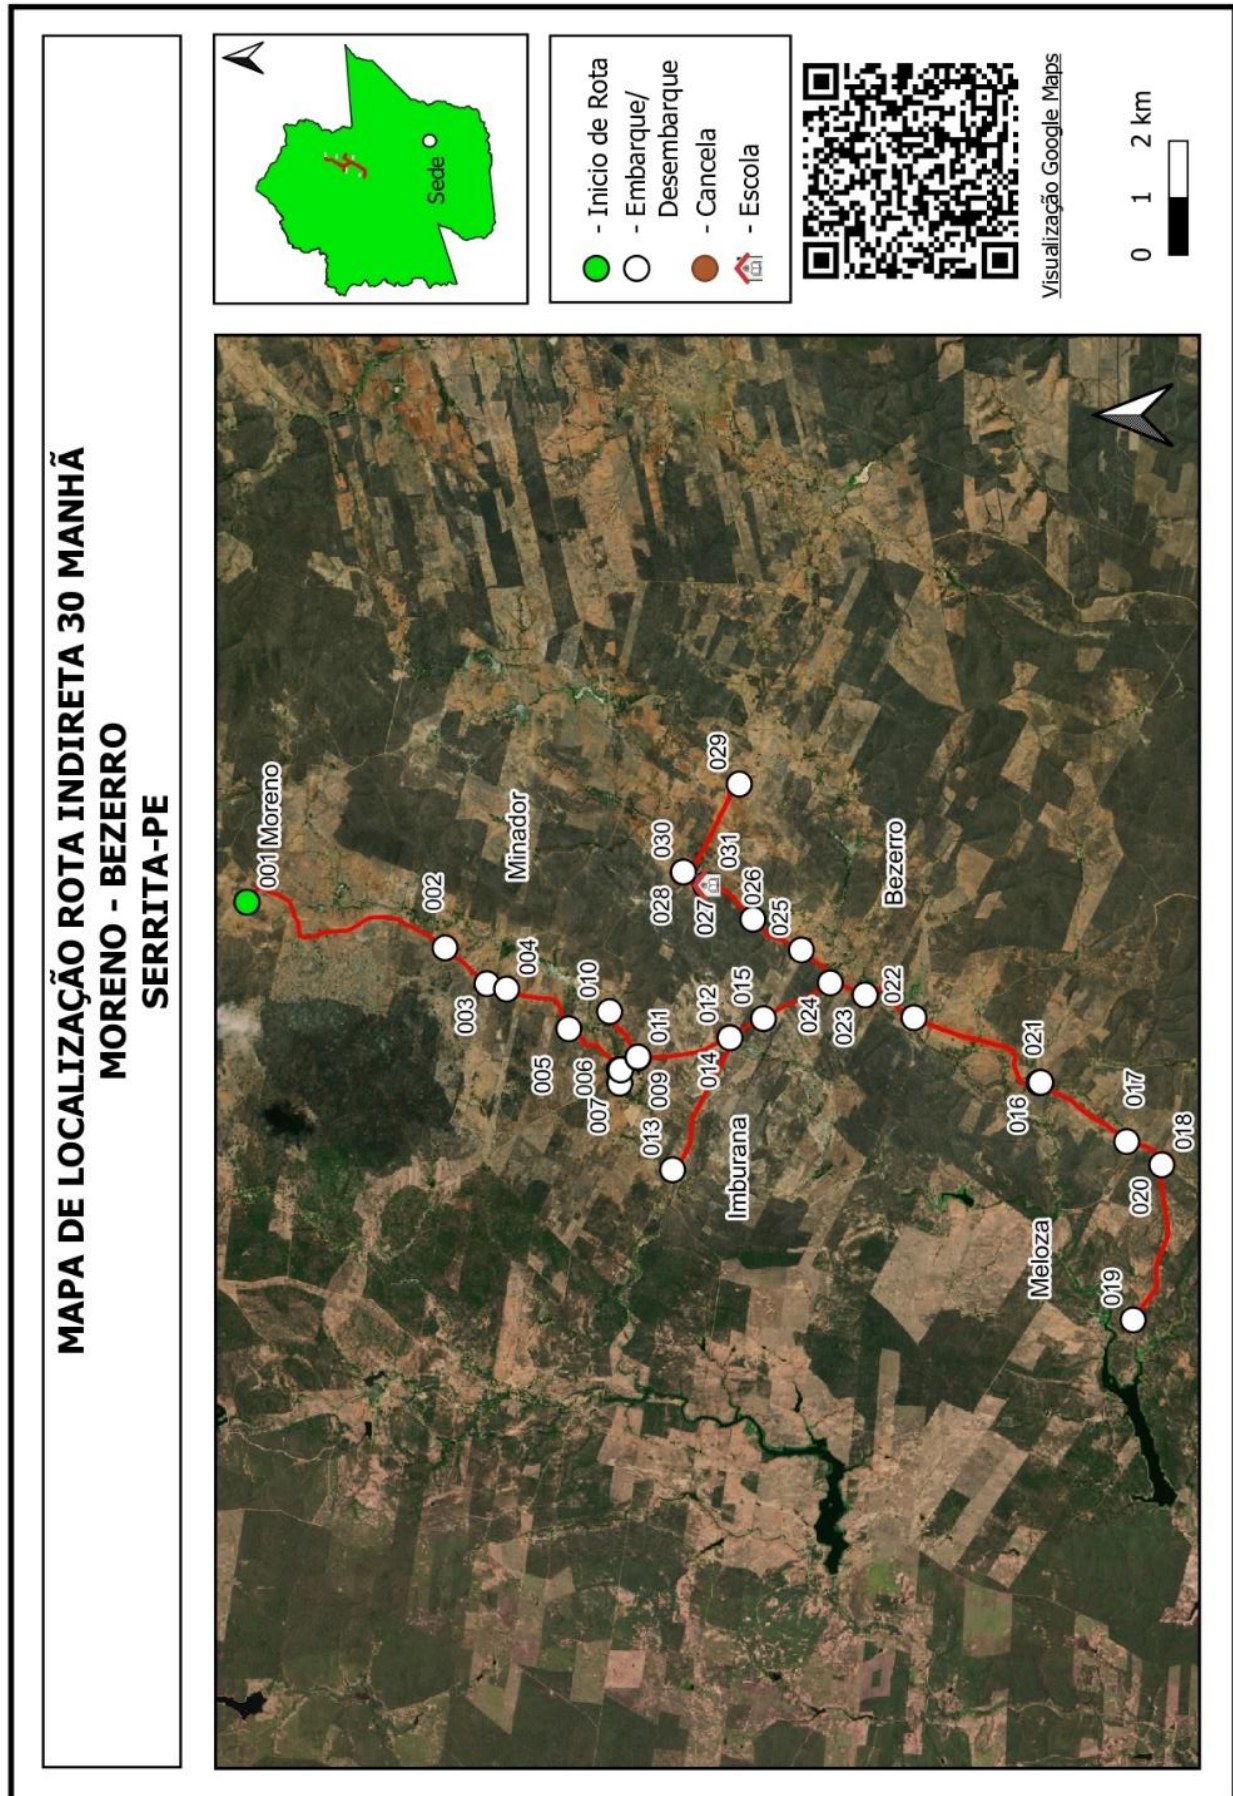 MAPA DE LOCALIZAÇÃO ROTA INDIRETA 30 MANHÃ
MORENO - BEZERRO
SERRITA-PE
Sede
- Inicio de Rota
- Embarque/
Desembarque
- Cancela
- Escola
Visualização Google Maps
0 1 2 km
001 Moreno
002
003
004
Minador
005
010
006
007
011
009
012
015
013
014
Imburana
030
029
028
031
027
026
025
Bezerro
024
023
022
021
016
017
018
020
Meloza
019